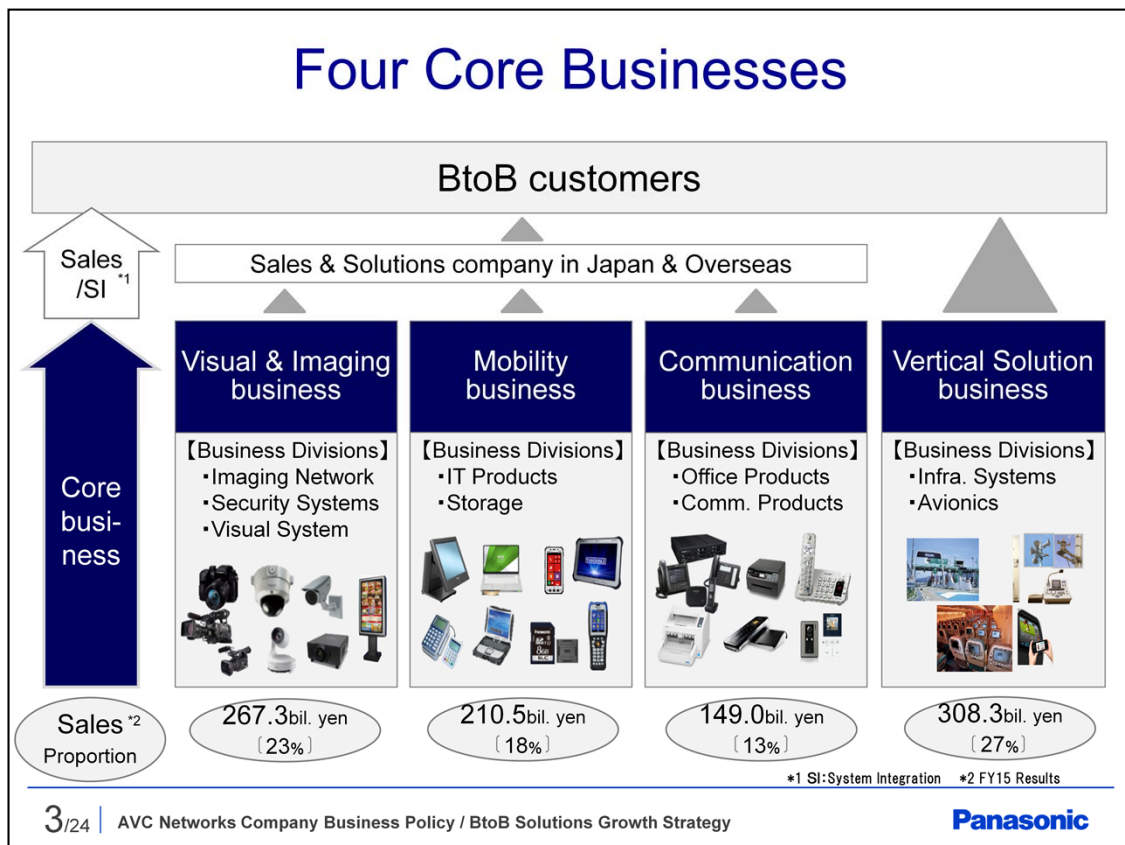 Four Core Businesses
BtoB customers
Sales
/SI *1
Sales & Solutions company in Japan & Overseas
Core
busi-
ness
Visual & Imaging
business
【Business Divisions】
・Imaging Network
・Security Systems
・Visual System
Mobility
business
【Business Divisions】
・IT Products
・Storage
Communication
business
【Business Divisions】
・Office Products
・Comm. Products
Vertical Solution
business
【Business Divisions】
・Infra. Systems
・Avionics
Panasonic
8GB
Sales *2
Proportion
267.3bil. yen
〔23%〕
210.5bil. yen
〔18%〕
149.0bil. yen
〔13%〕
308.3bil. yen
〔27%〕
*1 SI:System Integration *2 FY15 Results
3/24 AVC Networks Company Business Policy / BtoB Solutions Growth Strategy
Panasonic